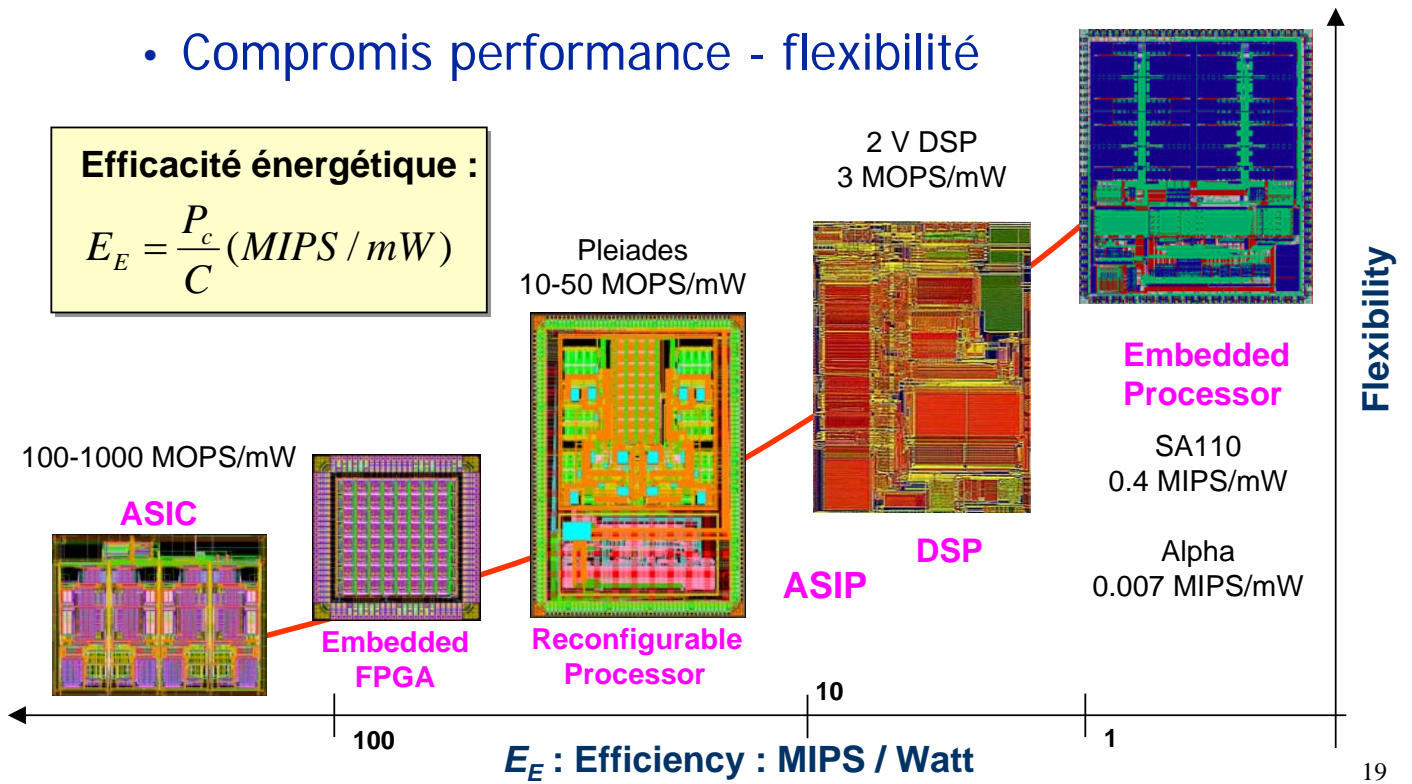 • Compromis performance - flexibilité
Efficacité énergétique :
E_E = P_c / C (MIPS / mW)
2 V DSP
3 MOPS/mW
Pleiades
10-50 MOPS/mW
100-1000 MOPS/mW
ASIC
Embedded
FPGA
Reconfigurable
Processor
ASIP
DSP
Embedded
Processor
SA110
0.4 MIPS/mW
Alpha
0.007 MIPS/mW
Flexibility
100
10
1
E_E : Efficiency : MIPS / Watt
19